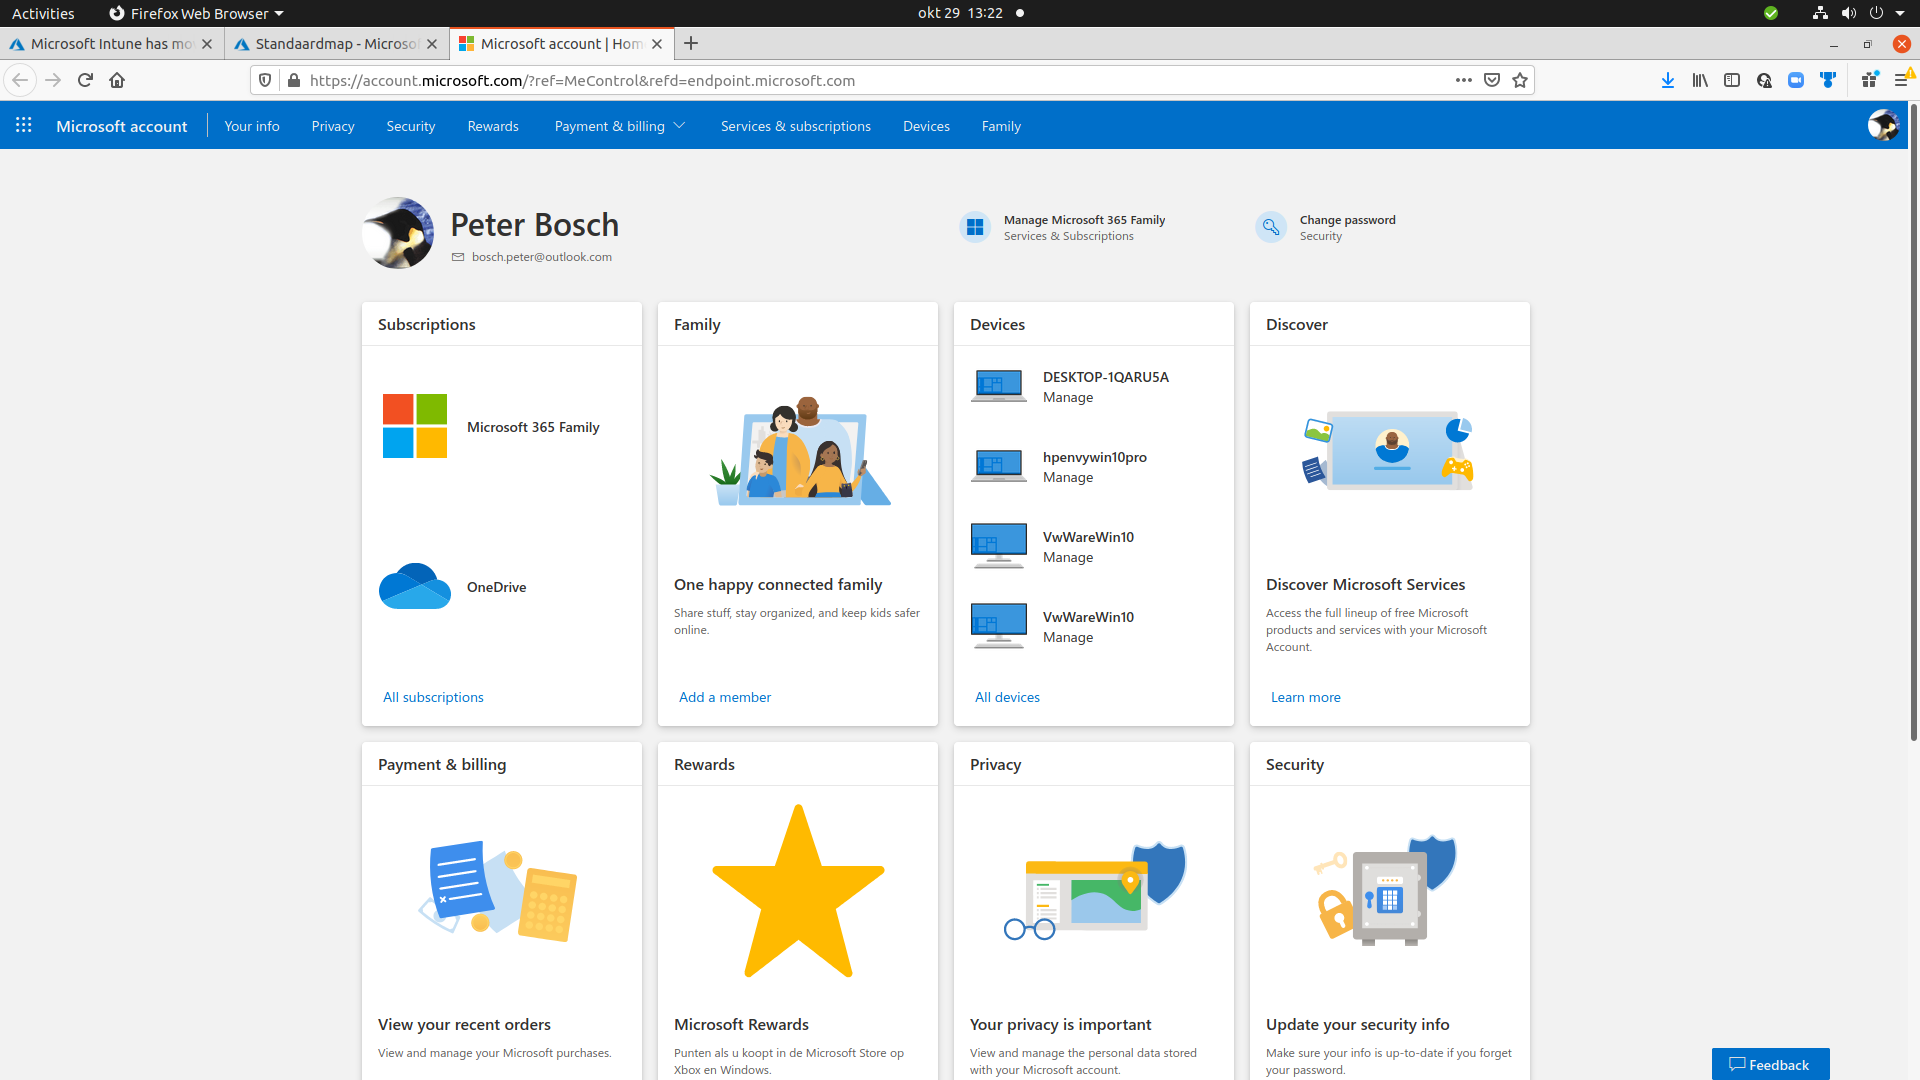 Activities
Firefox Web Browser
okt 29 13:22
Microsoft Intune has mo
Standaardmap - Microso
Microsoft account | Hom
https://account.microsoft.com/?ref=MeControl&refd=endpoint.microsoft.com
Microsoft account
Your info
Privacy
Security
Rewards
Payment & billing
Services & subscriptions
Devices
Family
Peter Bosch
bosch.peter@outlook.com
Manage Microsoft 365 Family
Services & Subscriptions
Change password
Security
Subscriptions
Microsoft 365 Family
OneDrive
All subscriptions
Family
One happy connected family
Share stuff, stay organized, and keep kids safer
online.
Add a member
Devices
DESKTOP-1QARU5A
Manage
hpenvywin10pro
Manage
VwWareWin10
Manage
VwWareWin10
Manage
All devices
Discover
Discover Microsoft Services
Access the full lineup of free Microsoft
products and services with your Microsoft
Account.
Learn more
Payment & billing
View your recent orders
View and manage your Microsoft purchases.
Rewards
Microsoft Rewards
Punten als u koopt in de Microsoft Store op
Xbox en Windows.
Privacy
Your privacy is important
View and manage the personal data stored
with your Microsoft account.
Security
Update your security info
Make sure your info is up-to-date if you forget
your password.
Feedback